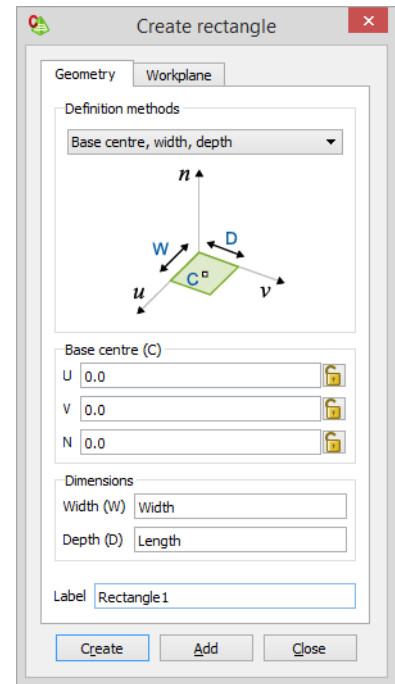 Create rectangle
Geometry Workplane
Definition methods
Base centre, width, depth
n
W D
C
u v
Base centre (C)
U 0.0
V 0.0
N 0.0
Dimensions
Width (W) Width
Depth (D) Length
Label Rectangle1
Create Add Close